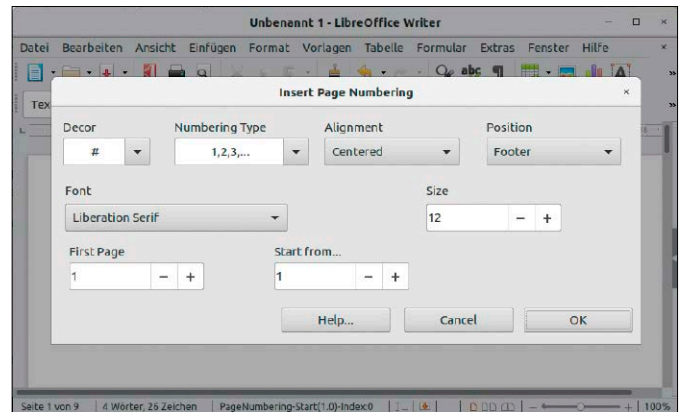 Unbenannt 1 - LibreOffice Writer
Datei Bearbeiten Ansicht Einfügen Format Vorlagen Tabelle Formular Extras Fenster Hilfe
abc ¶
Tex
Insert Page Numbering
Decor Numbering Type Alignment Position
# 1,2,3,... Centered Footer
Font Size
Liberation Serif 12
First Page Start from...
1 1
Help... Cancel OK
Seite 1 von 9 4 Wörter, 26 Zeichen PageNumbering-Start(1.0)-Index:0 100%